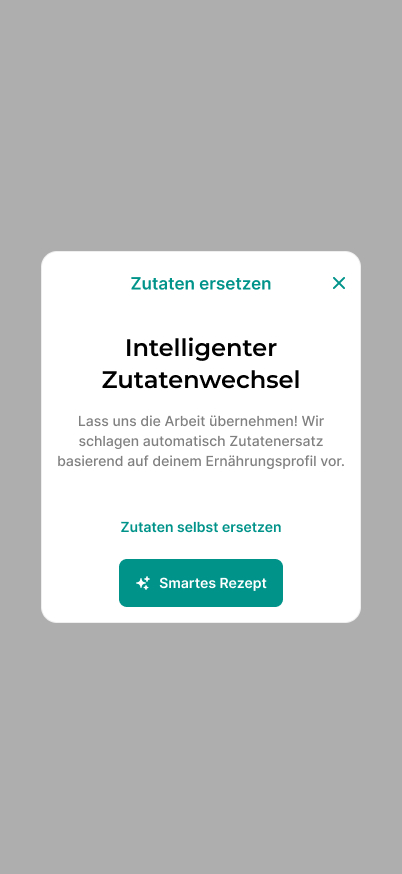 Zutaten ersetzen
Intelligenter
Zutatenwechsel
Lass uns die Arbeit übernehmen! Wir
schlagen automatisch Zutatenersatz
basierend auf deinem Ernährungsprofil vor.
Zutaten selbst ersetzen
Smartes Rezept